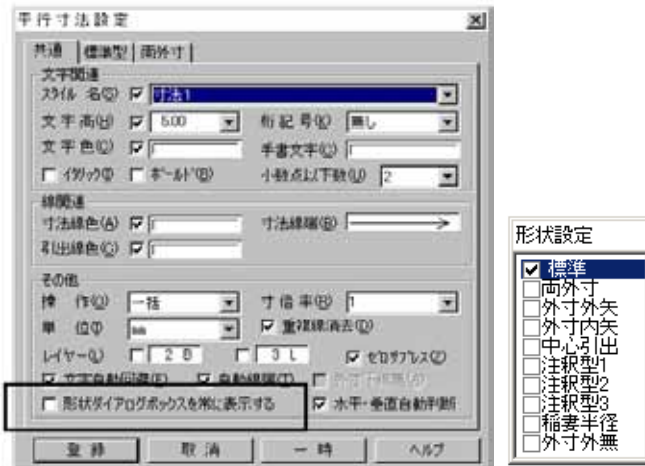 平行寸法設定
共通 標準型 両外寸
文字関連
スタイル 名(S) 寸法1
文字高(H) 5.00 桁記号(K) 無し
文字色(C) 手書文字(C)
イタリック(I) ボールド(B) 小数点以下数(U) 2
線関連
寸法線色(A) 寸法線端(B)
引出線色(C)
その他
操 作(O) 一括 寸倍率(B) 1
単 位(I) mm 重複線消去(D)
レイヤー(L) 2 B 3 L ゼロサプレス(Z)
文字自動回避(F) 自動線端(T)
形状ダイアログボックスを常に表示する 水平・垂直自動判断
登録 取消 一時 ヘルプ
形状設定
標準
両外寸
外寸外矢
外寸内矢
中心引出
注釈型1
注釈型2
注釈型3
稲妻半径
外寸外無